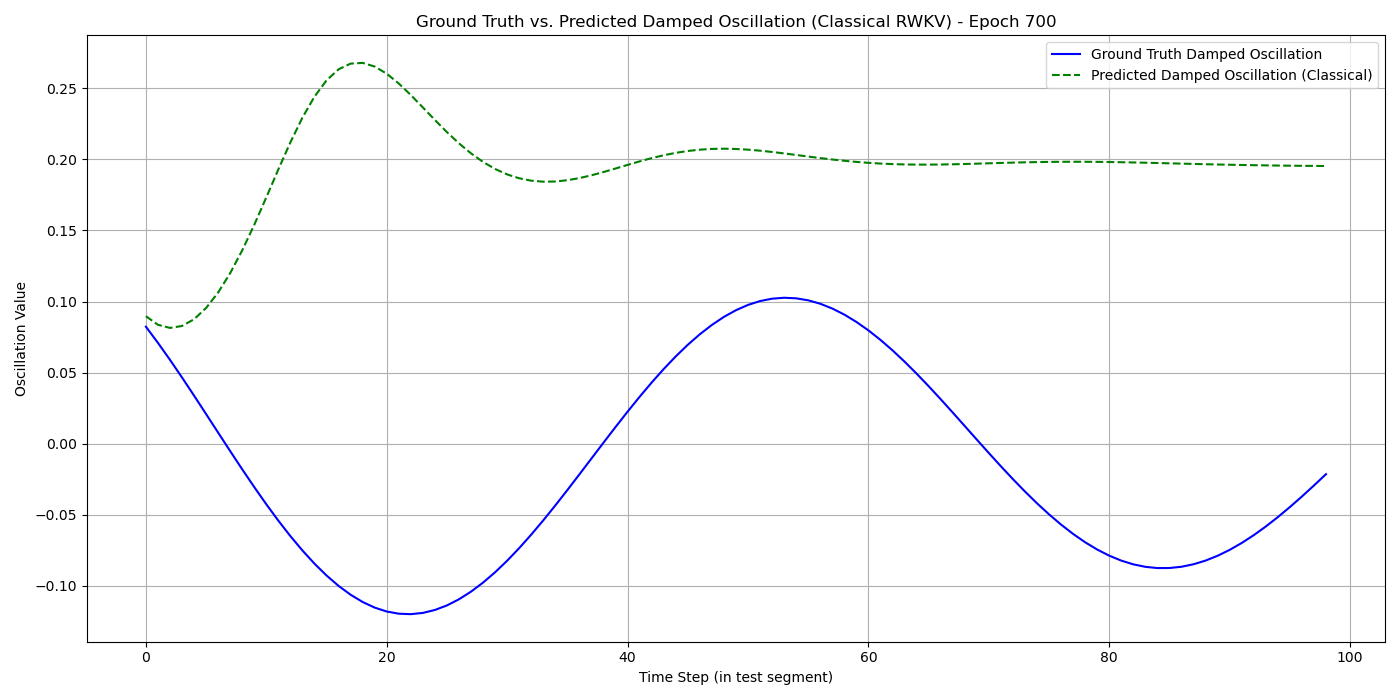 Ground Truth vs. Predicted Damped Oscillation (Classical RWKV) - Epoch 700
Ground Truth Damped Oscillation
Predicted Damped Oscillation (Classical)
Oscillation Value
0.25
0.20
0.15
0.10
0.05
0.00
−0.05
−0.10
0 20 40 60 80 100
Time Step (in test segment)